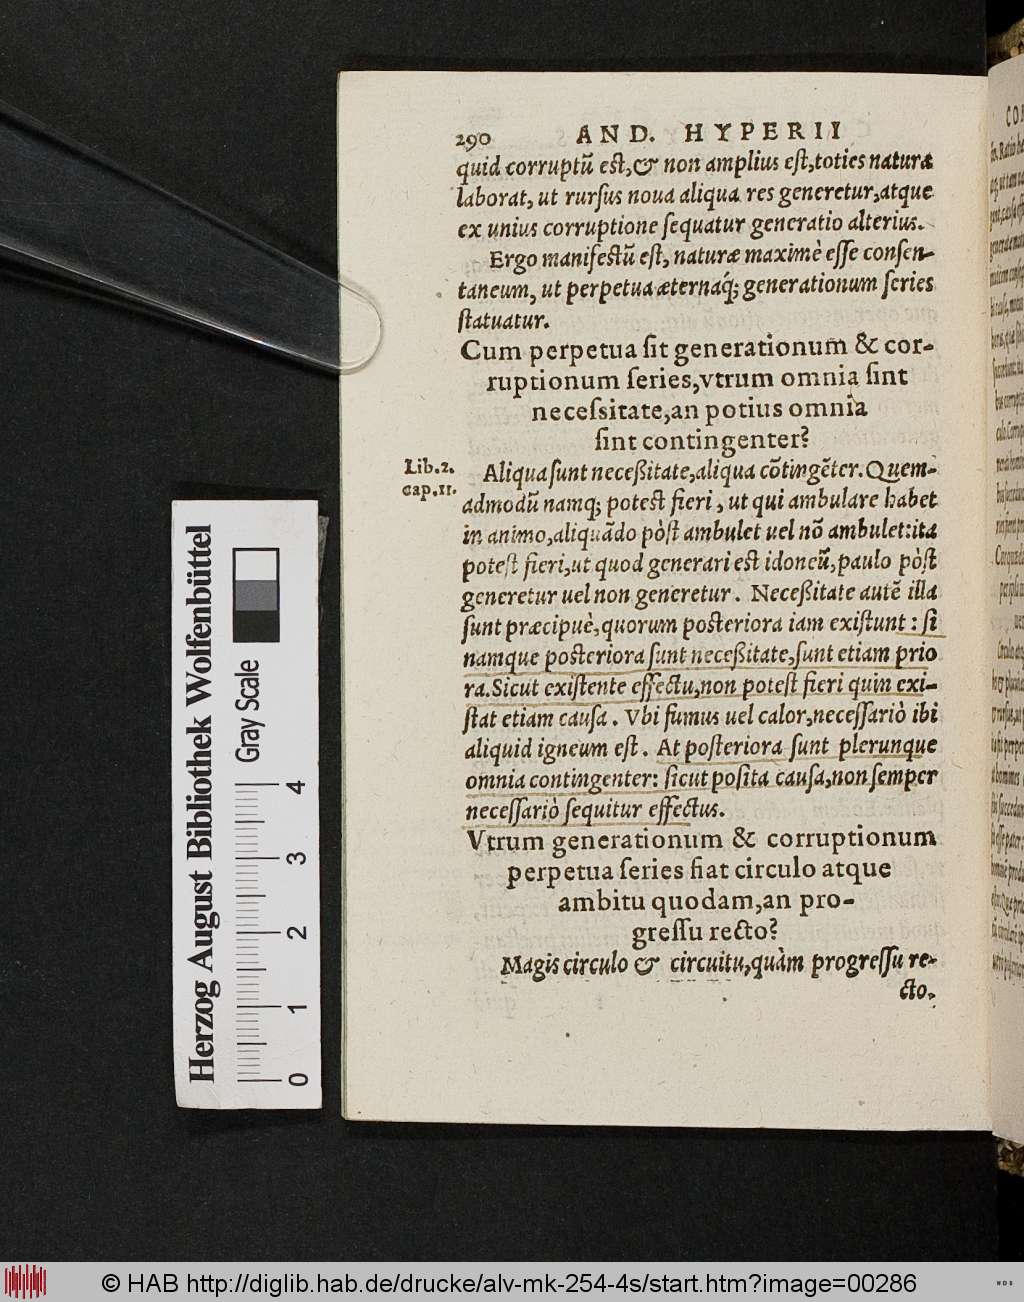 290 AND. HYPERII
quid corruptũ est,& non amplius est,toties natura
laborat, ut rursus noua aliqua res generetur,atque
ex unius corruptione sequatur generatio alterius.
Ergo manifestũ est, naturæ maximè esse consen-
taneum, ut perpetua æternaq́; generationum series
statuatur.
Cum perpetua sit generationum & cor-
ruptionum series,vtrum omnia sint
necessitate,an potius omnia
sint contingenter?
Lib.2.
cap.11.
Aliqua sunt neceßitate,aliqua cõtingẽter. Quem-
admodũ namq; potest fieri, ut qui ambulare habet
in animo,aliquãdo pòst ambulet uel nõ ambulet:ita
potest fieri,ut quod generari est idoneũ,paulo pòst
generetur uel non generetur. Neceßitate autẽ illa
sunt præcipuè,quorum posteriora iam existunt: si
namque posteriora sunt neceßitate,sunt etiam prio
ra.Sicut existente effectu,non potest fieri quin exi-
stat etiam causa. Vbi fumus uel calor,necessariò ibi
aliquid igneum est. At posteriora sunt plerunque
omnia contingenter: sicut posita causa,non semper
necessariò sequitur effectus.
Vtrum generationum & corruptionum
perpetua series fiat circulo atque
ambitu quodam,an pro-
gressu recto?
Magis circulo & circuitu,quàm progressu re-
cto.
Herzog August Bibliothek Wolfenbüttel
Gray Scale
0 1 2 3 4
© HAB http://diglib.hab.de/drucke/alv-mk-254-4s/start.htm?image=00286